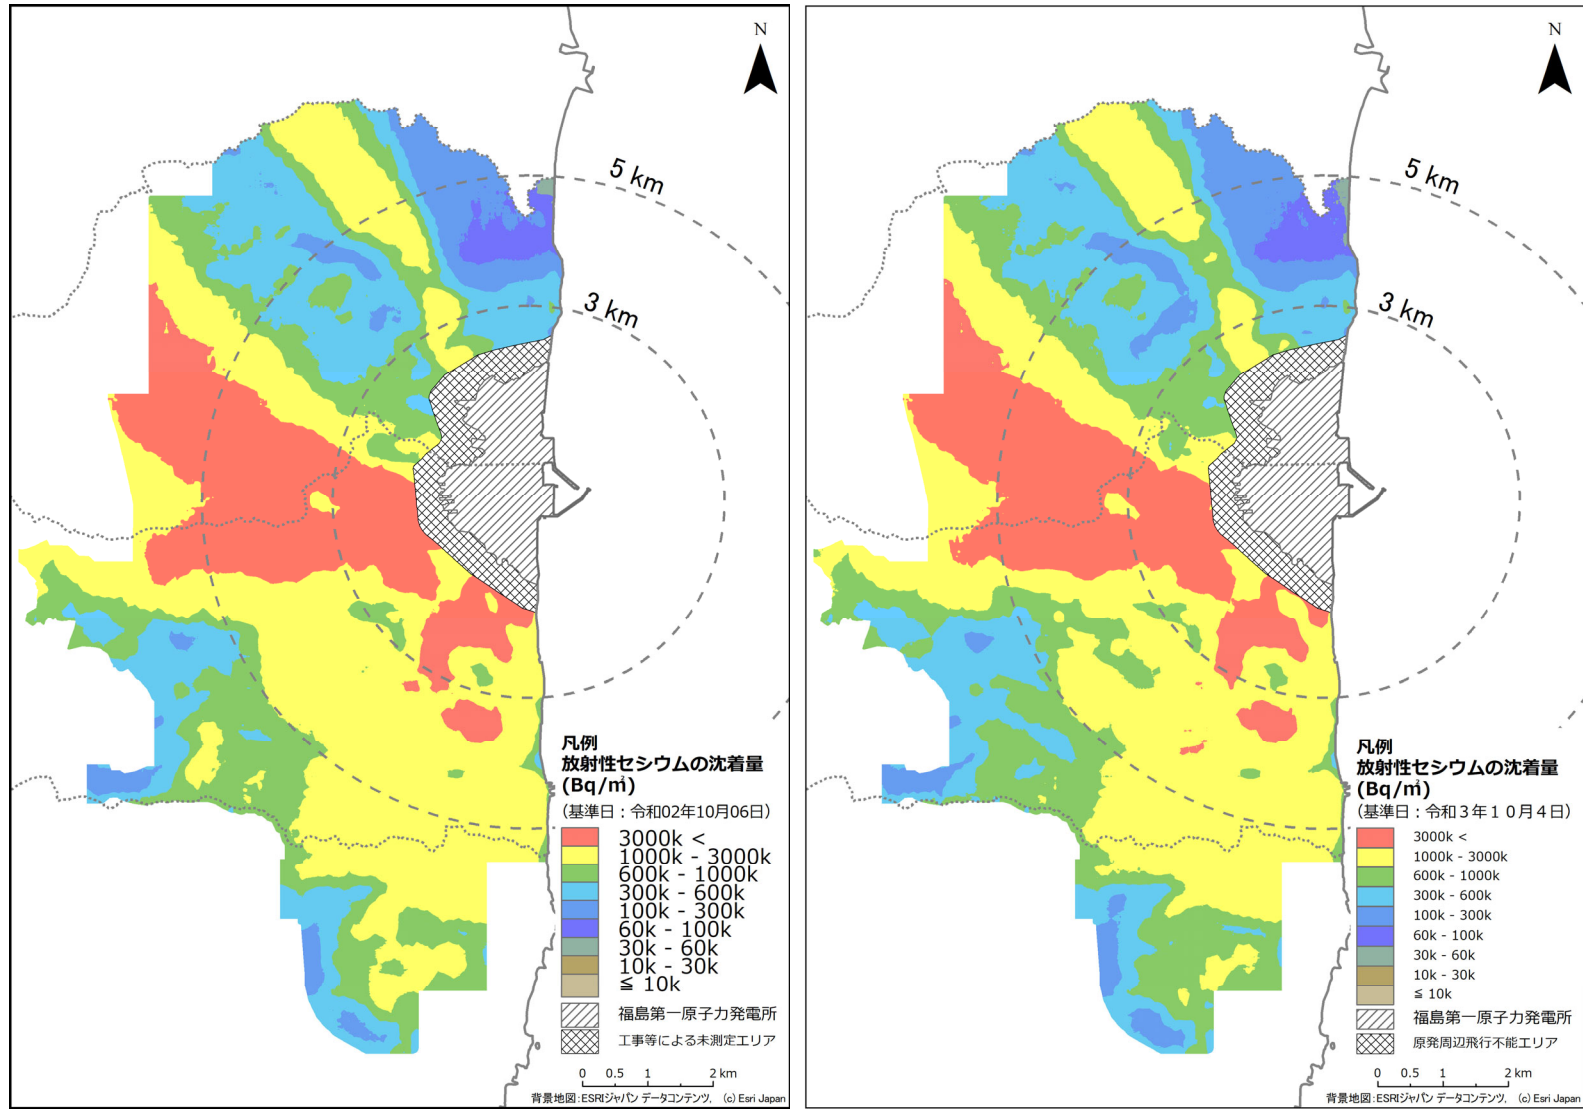 N
5 km
3 km
凡例
放射性セシウムの沈着量
(Bq/㎡)
(基準日：令和02年10月06日)
3000k <
1000k - 3000k
600k - 1000k
300k - 600k
100k - 300k
60k - 100k
30k - 60k
10k - 30k
≦ 10k
福島第一原子力発電所
工事等による未測定エリア
0 0.5 1 2 km
背景地図:ESRIジャパン データコンテンツ, (c) Esri Japan
N
5 km
3 km
凡例
放射性セシウムの沈着量
(Bq/㎡)
(基準日：令和３年１０月４日)
3000k <
1000k - 3000k
600k - 1000k
300k - 600k
100k - 300k
60k - 100k
30k - 60k
10k - 30k
≦ 10k
福島第一原子力発電所
原発周辺飛行不能エリア
0 0.5 1 2 km
背景地図:ESRIジャパン データコンテンツ, (c) Esri Japan